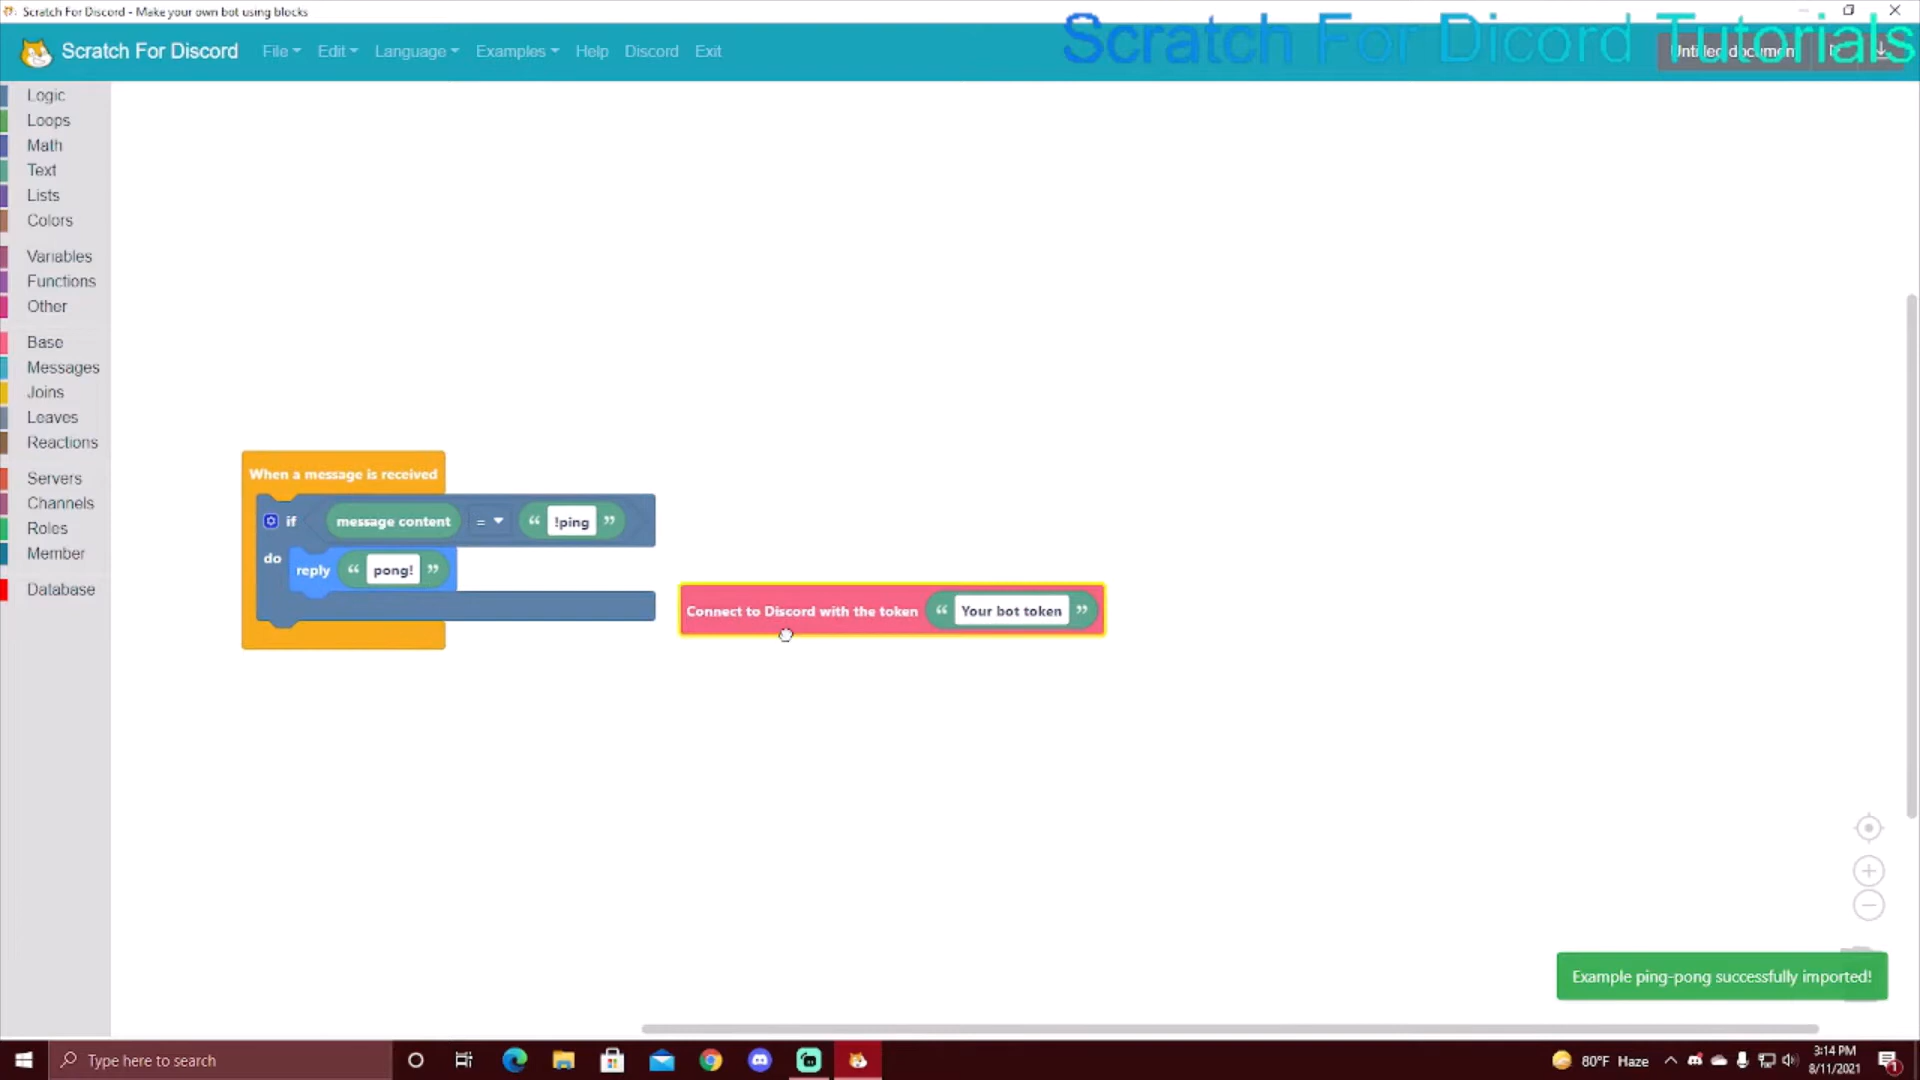 Scratch For Discord - Make your own bot using blocks
Scratch For Discord File Edit Language Examples Help Discord Exit
Scratch For Dicord Tutorials
Untitled document
Logic
Loops
Math
Text
Lists
Colors
Variables
Functions
Other
Base
Messages
Joins
Leaves
Reactions
Servers
Channels
Roles
Member
Database
When a message is received
if message content = “ !ping ”
do reply “ pong! ”
Connect to Discord with the token “ Your bot token ”
Example ping-pong successfully imported!
Type here to search
80°F Haze
3:14 PM
8/11/2021
1